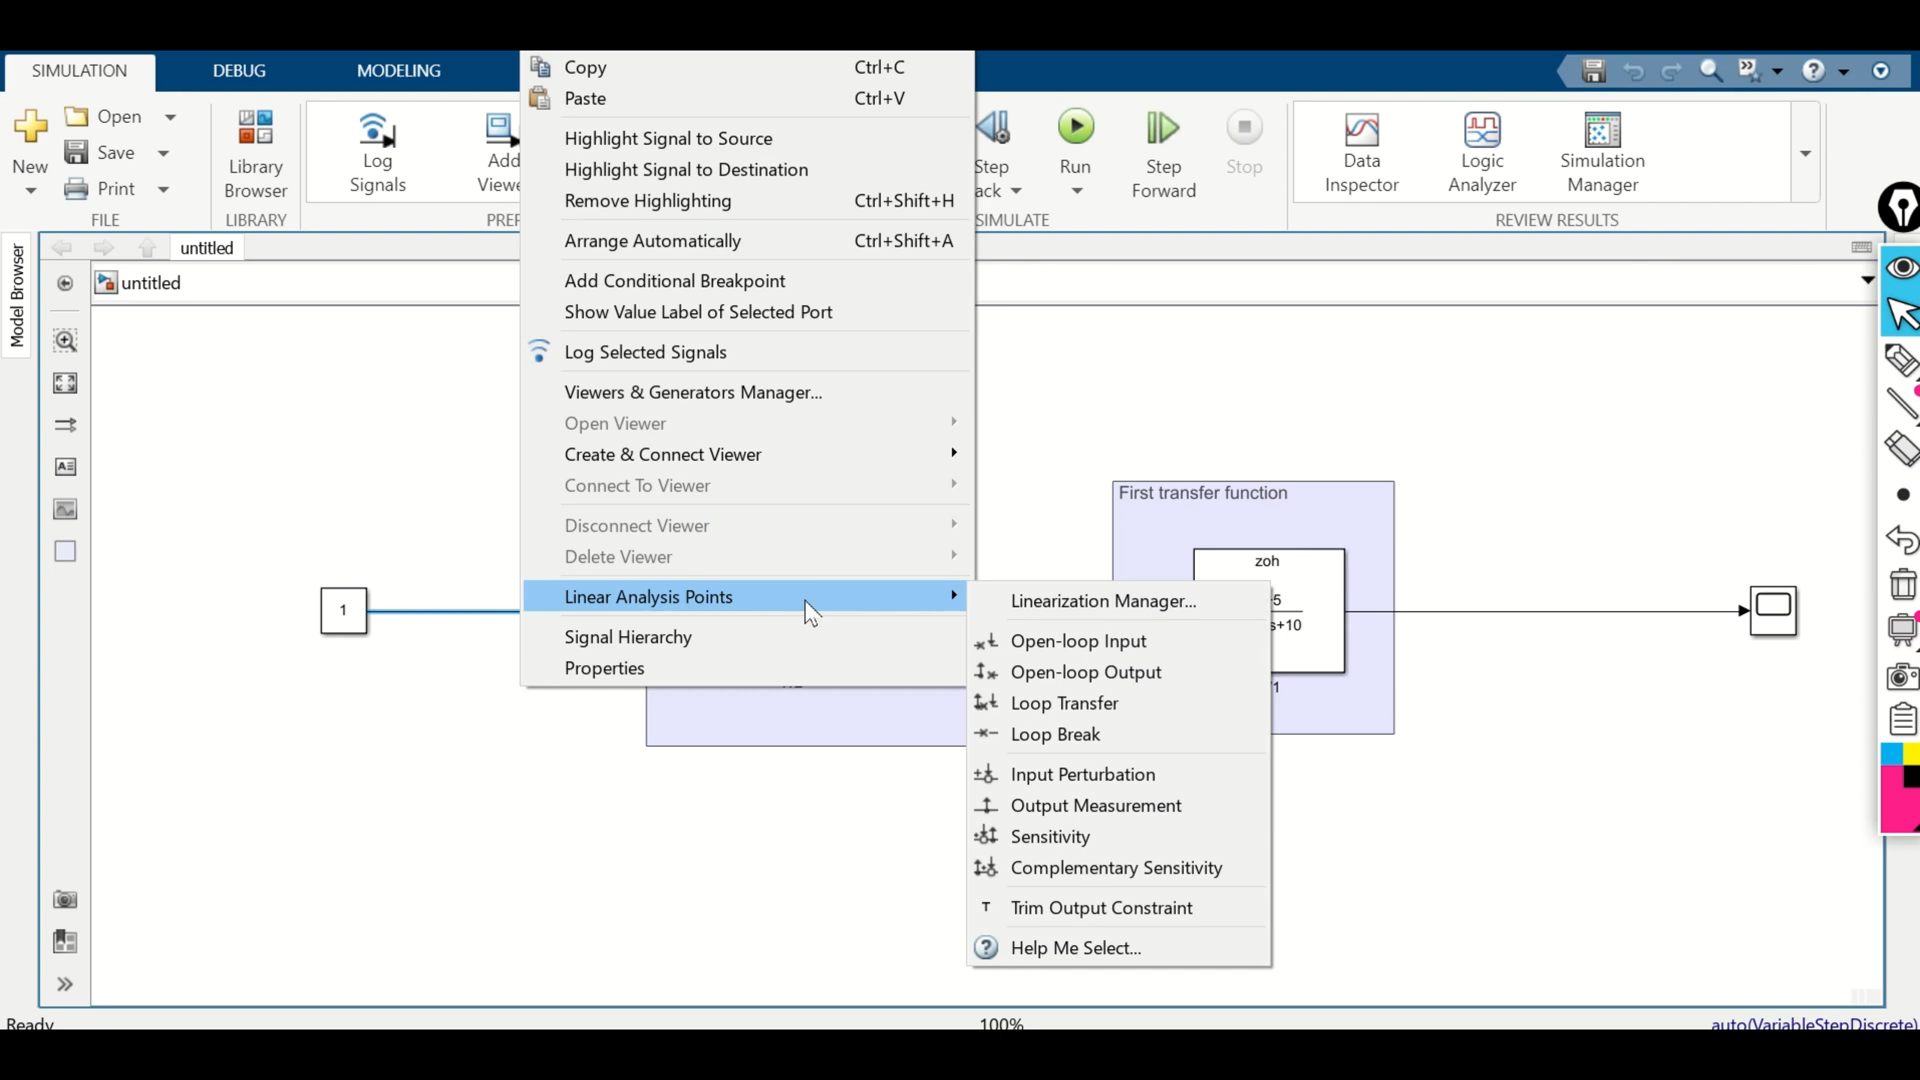 SIMULATION
DEBUG
MODELING
New
Open
Save
Print
FILE
Library
Browser
LIBRARY
Log
Signals
Add
Viewe
PREF
Copy Ctrl+C
Paste Ctrl+V
Highlight Signal to Source
Highlight Signal to Destination
Remove Highlighting Ctrl+Shift+H
Arrange Automatically Ctrl+Shift+A
Add Conditional Breakpoint
Show Value Label of Selected Port
Log Selected Signals
Viewers & Generators Manager...
Open Viewer
Create & Connect Viewer
Connect To Viewer
Disconnect Viewer
Delete Viewer
Linear Analysis Points
Signal Hierarchy
Properties
Linearization Manager...
Open-loop Input
Open-loop Output
Loop Transfer
Loop Break
Input Perturbation
Output Measurement
Sensitivity
Complementary Sensitivity
Trim Output Constraint
Help Me Select...
Step
ack
Run
Step
Forward
Stop
SIMULATE
Data
Inspector
Logic
Analyzer
Simulation
Manager
REVIEW RESULTS
Model Browser
untitled
untitled
1
First transfer function
zoh
5
s+10
1
Ready
100%
auto(VariableStepDiscrete)